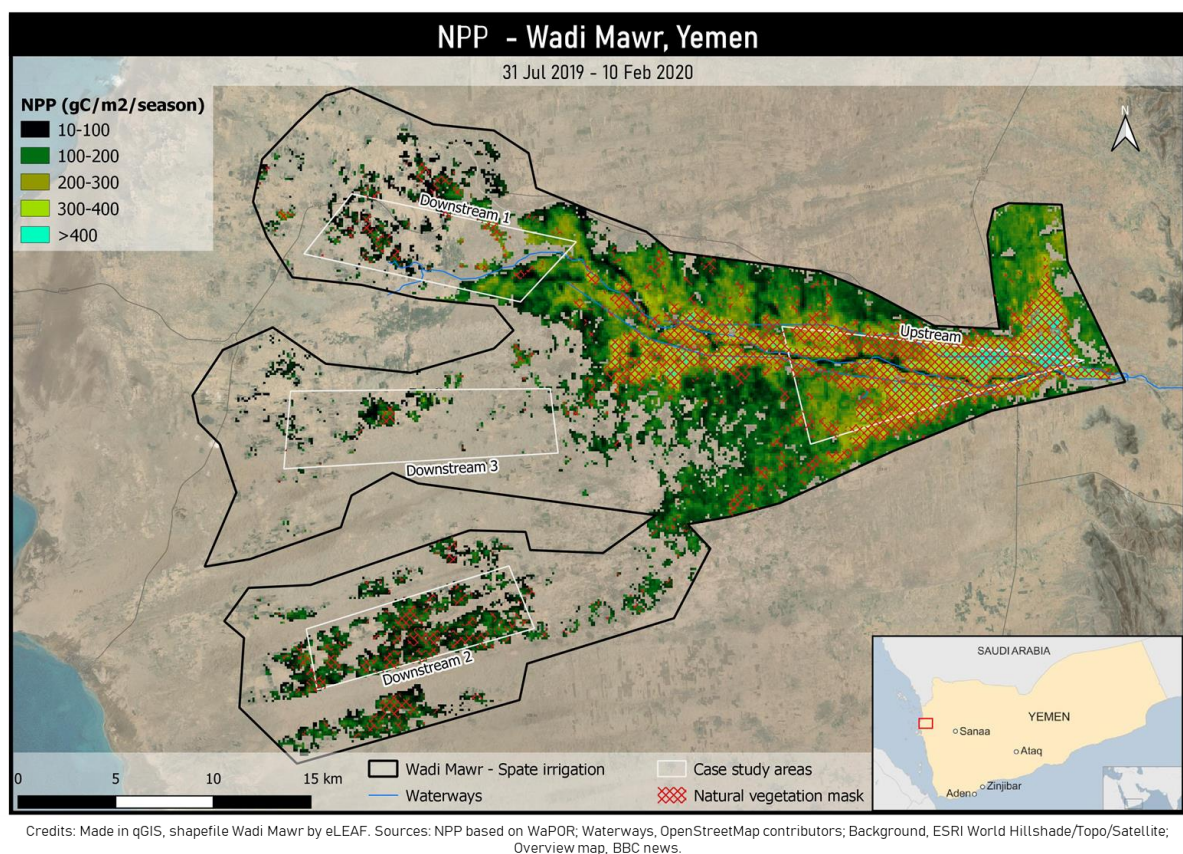 NPP - Wadi Mawr, Yemen
31 Jul 2019 - 10 Feb 2020
NPP (gC/m2/season)
10-100
100-200
200-300
300-400
>400
N
Downstream 1
Upstream
Downstream 3
Downstream 2
SAUDI ARABIA
YEMEN
Sanaa
Ataq
Zinjibar
Aden
0 5 10 15 km
Wadi Mawr - Spate irrigation
Case study areas
Waterways
Natural vegetation mask
Credits: Made in qGIS, shapefile Wadi Mawr by eLEAF. Sources: NPP based on WaPOR; Waterways, OpenStreetMap contributors; Background, ESRI World Hillshade/Topo/Satellite;
Overview map, BBC news.